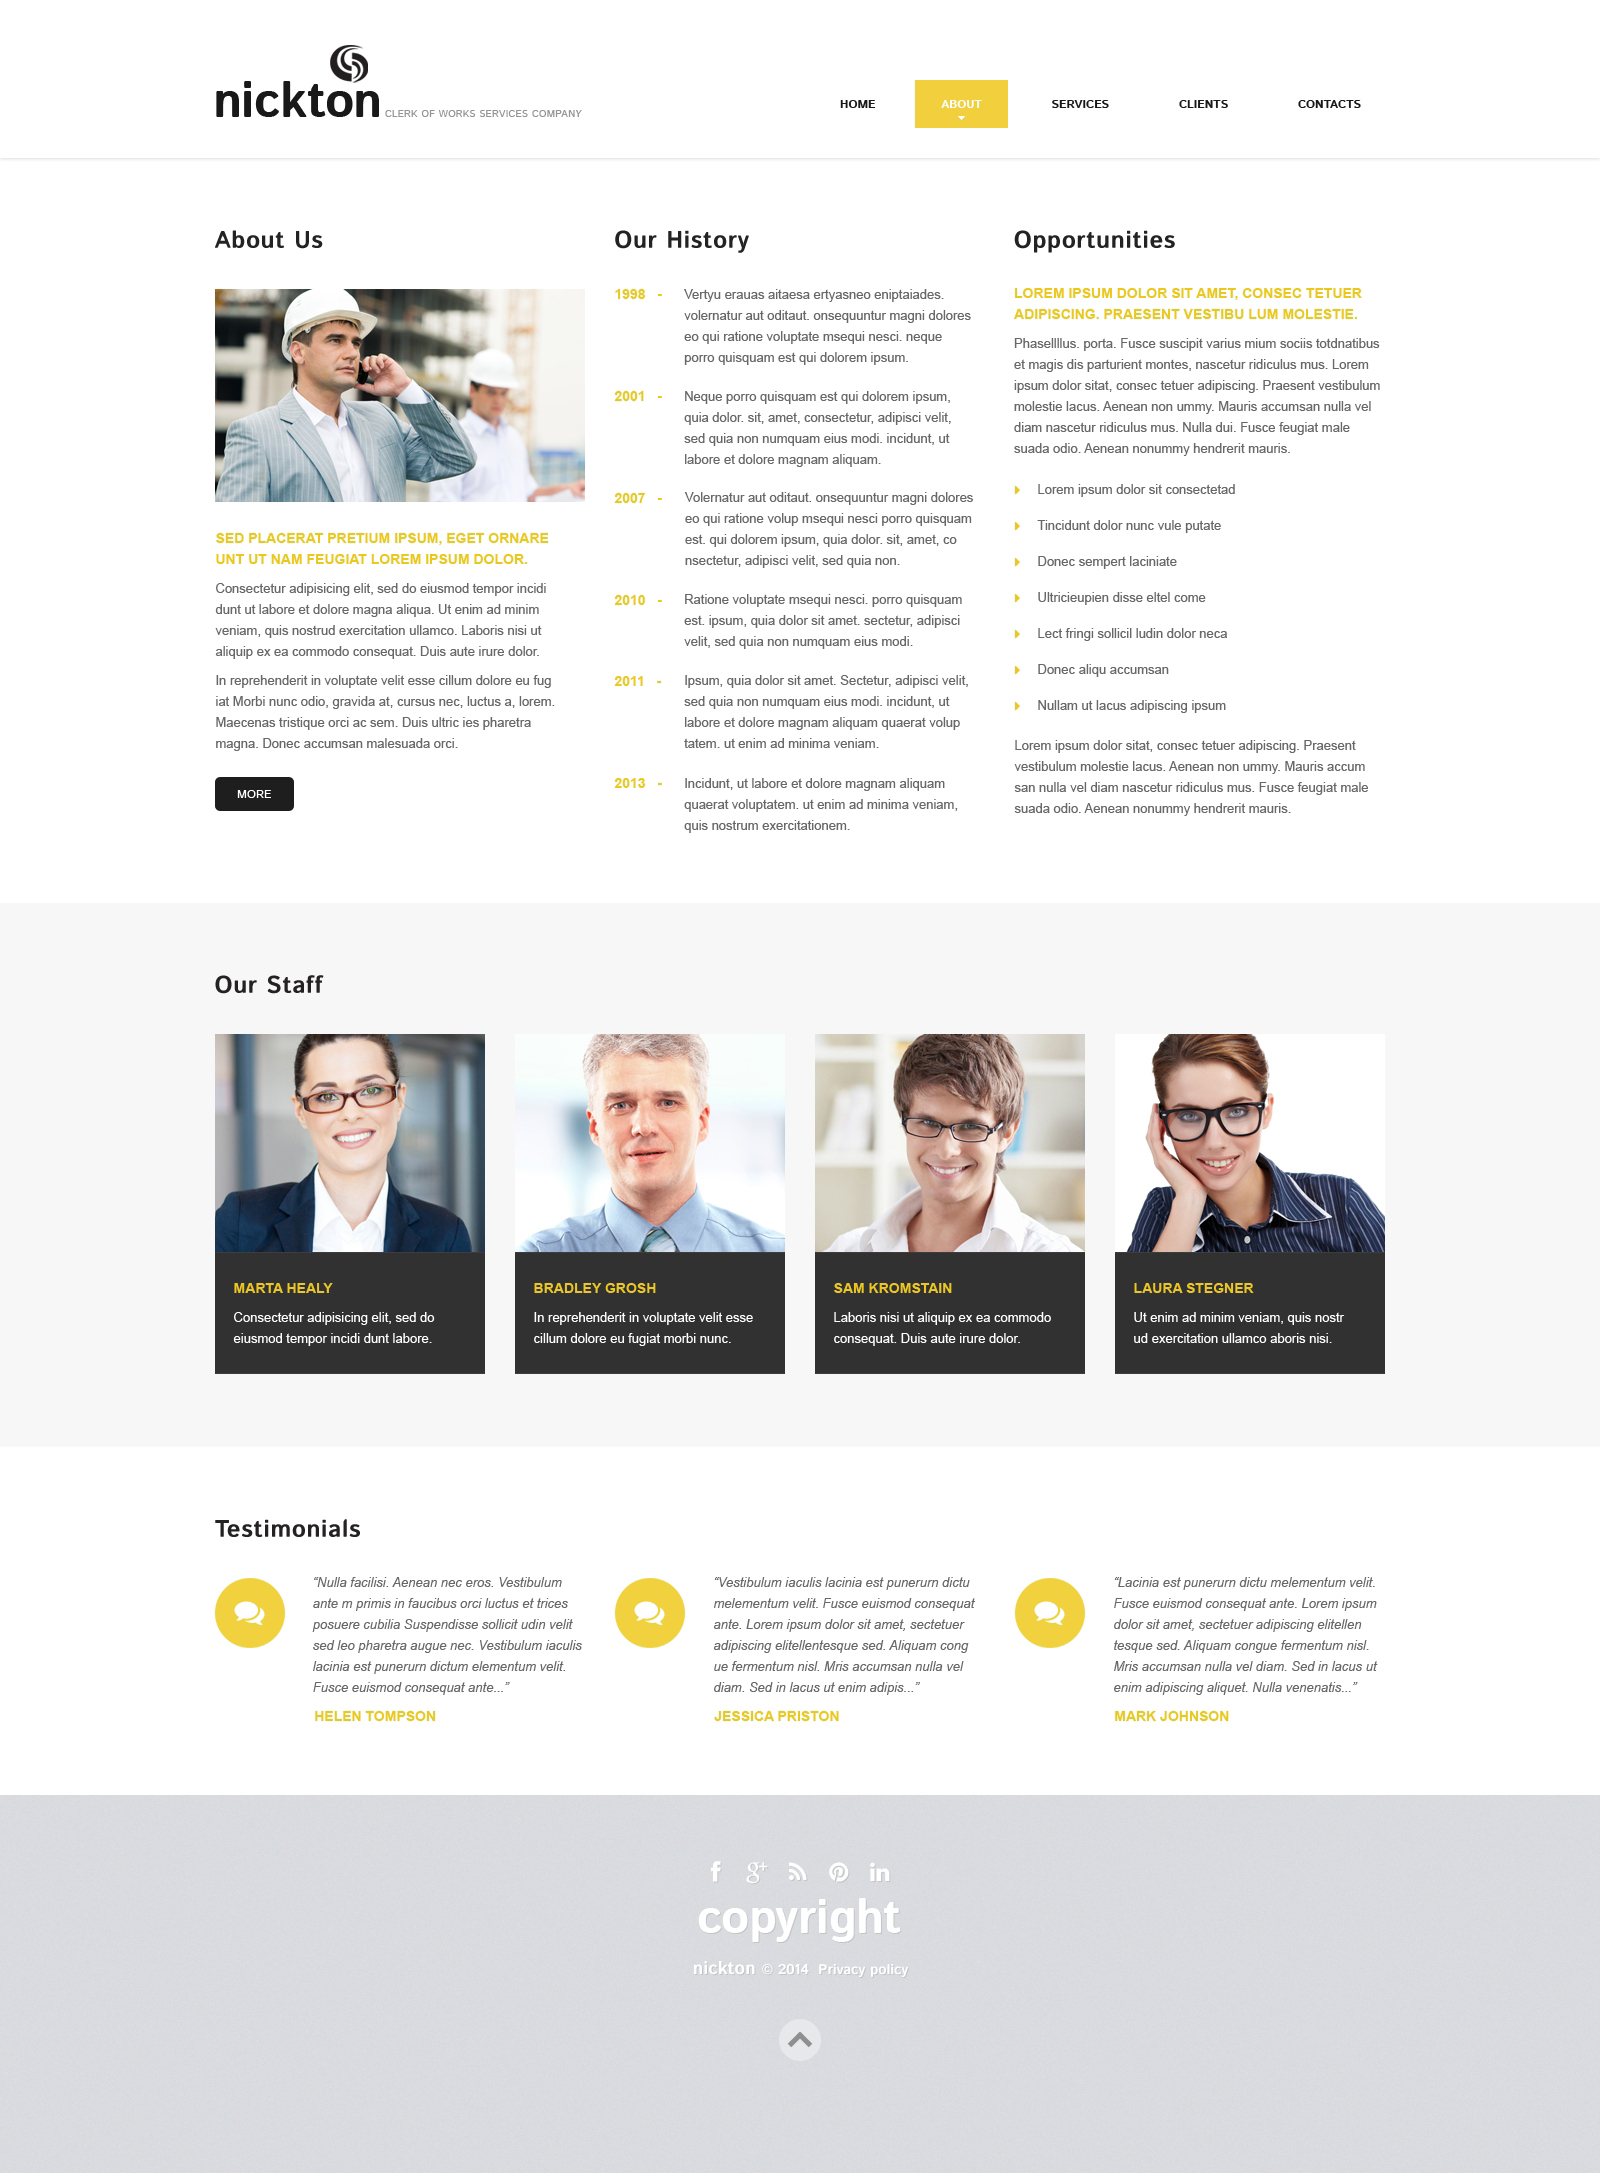 nickton CLERK OF WORKS SERVICES COMPANY
HOME ABOUT SERVICES CLIENTS CONTACTS
About Us
SED PLACERAT PRETIUM IPSUM, EGET ORNARE
UNT UT NAM FEUGIAT LOREM IPSUM DOLOR.
Consectetur adipisicing elit, sed do eiusmod tempor incidi
dunt ut labore et dolore magna aliqua. Ut enim ad minim
veniam, quis nostrud exercitation ullamco. Laboris nisi ut
aliquip ex ea commodo consequat. Duis aute irure dolor.
In reprehenderit in voluptate velit esse cillum dolore eu fug
iat Morbi nunc odio, gravida at, cursus nec, luctus a, lorem.
Maecenas tristique orci ac sem. Duis ultric ies pharetra
magna. Donec accumsan malesuada orci.
MORE
Our History
1998 - Vertyu erauas aitaesa ertyasneo eniptaiades.
volernatur aut oditaut. onsequuntur magni dolores
eo qui ratione voluptate msequi nesci. neque
porro quisquam est qui dolorem ipsum.
2001 - Neque porro quisquam est qui dolorem ipsum,
quia dolor. sit, amet, consectetur, adipisci velit,
sed quia non numquam eius modi. incidunt, ut
labore et dolore magnam aliquam.
2007 - Volernatur aut oditaut. onsequuntur magni dolores
eo qui ratione volup msequi nesci porro quisquam
est. qui dolorem ipsum, quia dolor. sit, amet, co
nsectetur, adipisci velit, sed quia non.
2010 - Ratione voluptate msequi nesci. porro quisquam
est. ipsum, quia dolor sit amet. sectetur, adipisci
velit, sed quia non numquam eius modi.
2011 - Ipsum, quia dolor sit amet. Sectetur, adipisci velit,
sed quia non numquam eius modi. incidunt, ut
labore et dolore magnam aliquam quaerat volup
tatem. ut enim ad minima veniam.
2013 - Incidunt, ut labore et dolore magnam aliquam
quaerat voluptatem. ut enim ad minima veniam,
quis nostrum exercitationem.
Opportunities
LOREM IPSUM DOLOR SIT AMET, CONSEC TETUER
ADIPISCING. PRAESENT VESTIBU LUM MOLESTIE.
Phasellllus. porta. Fusce suscipit varius mium sociis totdnatibus
et magis dis parturient montes, nascetur ridiculus mus. Lorem
ipsum dolor sitat, consec tetuer adipiscing. Praesent vestibulum
molestie lacus. Aenean non ummy. Mauris accumsan nulla vel
diam nascetur ridiculus mus. Nulla dui. Fusce feugiat male
suada odio. Aenean nonummy hendrerit mauris.
Lorem ipsum dolor sit consectetad
Tincidunt dolor nunc vule putate
Donec sempert laciniate
Ultricieupien disse eltel come
Lect fringi sollicil ludin dolor neca
Donec aliqu accumsan
Nullam ut lacus adipiscing ipsum
Lorem ipsum dolor sitat, consec tetuer adipiscing. Praesent
vestibulum molestie lacus. Aenean non ummy. Mauris accum
san nulla vel diam nascetur ridiculus mus. Fusce feugiat male
suada odio. Aenean nonummy hendrerit mauris.
Our Staff
MARTA HEALY
Consectetur adipisicing elit, sed do
eiusmod tempor incidi dunt labore.
BRADLEY GROSH
In reprehenderit in voluptate velit esse
cillum dolore eu fugiat morbi nunc.
SAM KROMSTAIN
Laboris nisi ut aliquip ex ea commodo
consequat. Duis aute irure dolor.
LAURA STEGNER
Ut enim ad minim veniam, quis nostr
ud exercitation ullamco aboris nisi.
Testimonials
“Nulla facilisi. Aenean nec eros. Vestibulum
ante m primis in faucibus orci luctus et trices
posuere cubilia Suspendisse sollicit udin velit
sed leo pharetra augue nec. Vestibulum iaculis
lacinia est punerurn dictum elementum velit.
Fusce euismod consequat ante...”
HELEN TOMPSON
“Vestibulum iaculis lacinia est punerurn dictu
melementum velit. Fusce euismod consequat
ante. Lorem ipsum dolor sit amet, sectetuer
adipiscing elitellentesque sed. Aliquam cong
ue fermentum nisl. Mris accumsan nulla vel
diam. Sed in lacus ut enim adipis...”
JESSICA PRISTON
“Lacinia est punerurn dictu melementum velit.
Fusce euismod consequat ante. Lorem ipsum
dolor sit amet, sectetuer adipiscing elitellen
tesque sed. Aliquam congue fermentum nisl.
Mris accumsan nulla vel diam. Sed in lacus ut
enim adipiscing aliquet. Nulla venenatis...”
MARK JOHNSON
copyright
nickton © 2014 Privacy policy